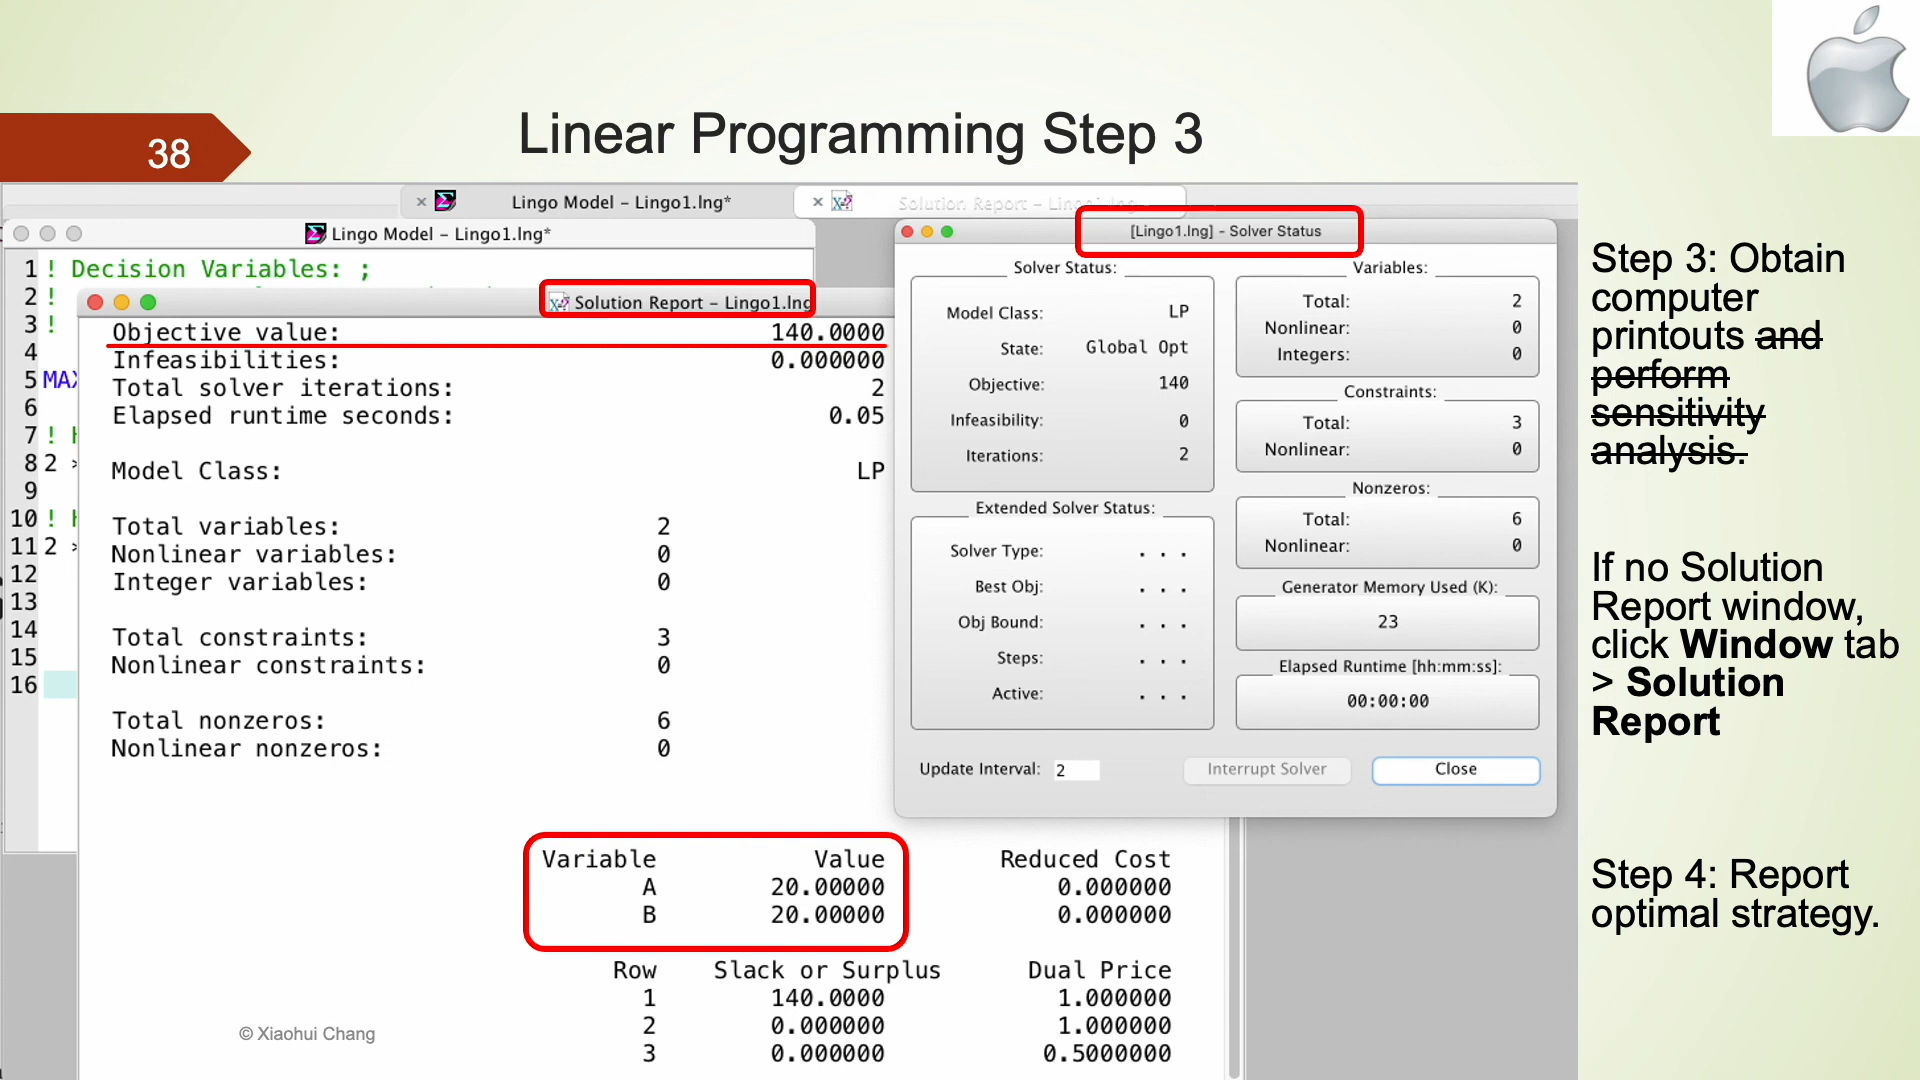 38
Linear Programming Step 3
Lingo Model – Lingo1.lng*
Solution Report – Lingo1.lng
Lingo Model – Lingo1.lng*
1 ! Decision Variables: ;
2 !
3 !
4
5 MAX
6
7 !
8 2 >
9
10 !
11 2 >
12
13
14
15
16
Solution Report – Lingo1.lng
Objective value: 140.0000
Infeasibilities: 0.000000
Total solver iterations: 2
Elapsed runtime seconds: 0.05
Model Class: LP
Total variables: 2
Nonlinear variables: 0
Integer variables: 0
Total constraints: 3
Nonlinear constraints: 0
Total nonzeros: 6
Nonlinear nonzeros: 0
Variable Value Reduced Cost
A 20.00000 0.000000
B 20.00000 0.000000
Row Slack or Surplus Dual Price
1 140.0000 1.000000
2 0.000000 1.000000
3 0.000000 0.5000000
[Lingo1.lng] - Solver Status
Solver Status:
Model Class: LP
State: Global Opt
Objective: 140
Infeasibility: 0
Iterations: 2
Extended Solver Status:
Solver Type: . . .
Best Obj: . . .
Obj Bound: . . .
Steps: . . .
Active: . . .
Variables:
Total: 2
Nonlinear: 0
Integers: 0
Constraints:
Total: 3
Nonlinear: 0
Nonzeros:
Total: 6
Nonlinear: 0
Generator Memory Used (K):
23
Elapsed Runtime [hh:mm:ss]:
00:00:00
Update Interval: 2
Interrupt Solver
Close
Step 3: Obtain
computer
printouts and
perform
sensitivity
analysis.
If no Solution
Report window,
click Window tab
> Solution
Report
Step 4: Report
optimal strategy.
© Xiaohui Chang